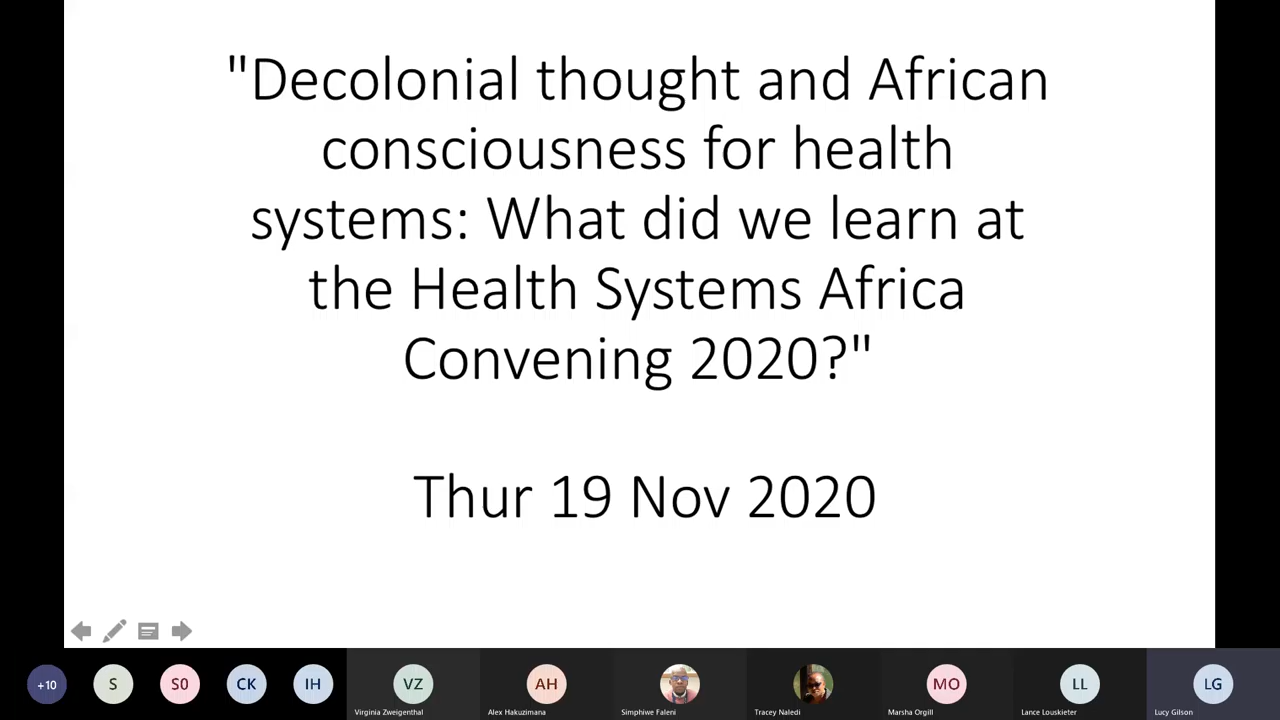 "Decolonial thought and African
consciousness for health
systems: What did we learn at
the Health Systems Africa
Convening 2020?"
Thur 19 Nov 2020
+10
S
S0
CK
IH
VZ
Virginia Zweigenthal
AH
Alex Hakuzimana
Simphiwe Faleni
Tracey Naledi
MO
Marsha Orgill
LL
Lance Louskieter
LG
Lucy Gilson